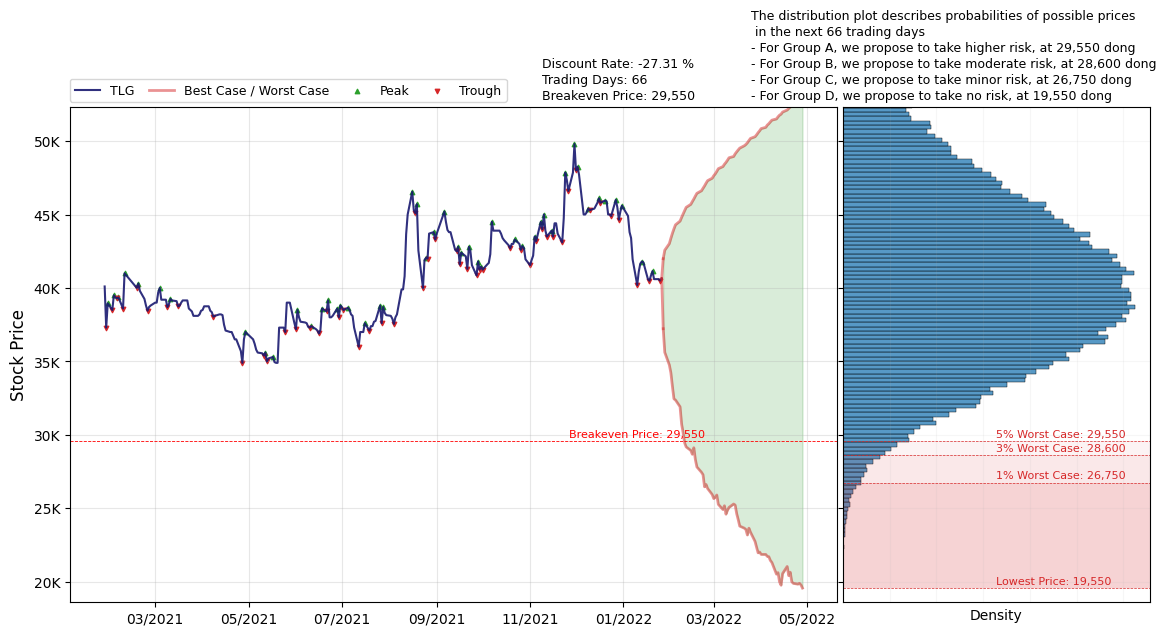 The distribution plot describes probabilities of possible prices
in the next 66 trading days
- For Group A, we propose to take higher risk, at 29,550 dong
- For Group B, we propose to take moderate risk, at 28,600 dong
- For Group C, we propose to take minor risk, at 26,750 dong
- For Group D, we propose to take no risk, at 19,550 dong
Discount Rate: -27.31 %
Trading Days: 66
Breakeven Price: 29,550
TLG
Best Case / Worst Case
Peak
Trough
Stock Price
50K
45K
40K
35K
30K
25K
20K
Breakeven Price: 29,550
5% Worst Case: 29,550
3% Worst Case: 28,600
1% Worst Case: 26,750
Lowest Price: 19,550
03/2021
05/2021
07/2021
09/2021
11/2021
01/2022
03/2022
05/2022
Density